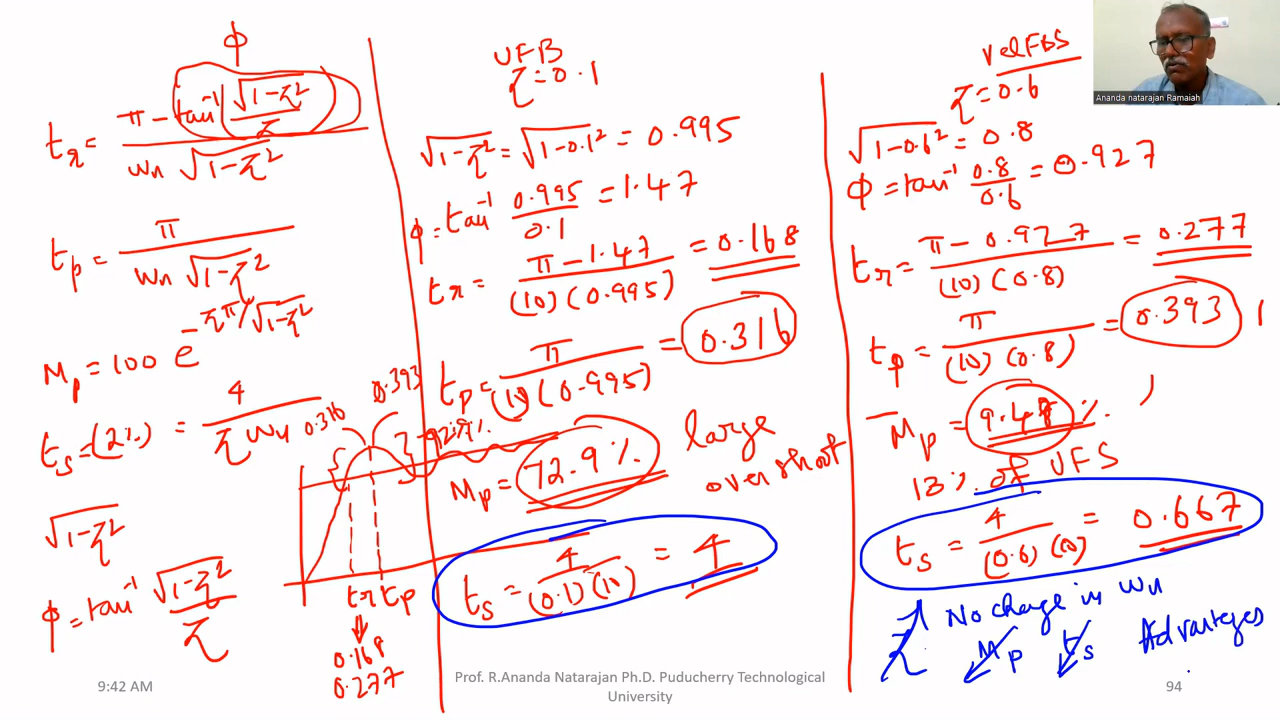 ϕ
tᵣ = π − tan⁻¹(√(1−ζ²)/ζ) / ωn √(1−ζ²)
tp = π / ωn √(1−ζ²)
Mp = 100 e^(−ζπ/√(1−ζ²))
ts = (2%) = 4 / ζ ωn
√(1−ζ²)
ϕ = tan⁻¹ √(1−ζ²)/ζ
0.316
0.393
tr tp
0.168
0.277
UFB
ζ = 0.1
√(1−ζ²) = √(1−0.1²) = 0.995
ϕ = tan⁻¹ 0.995/0.1 = 1.47
tr = π − 1.47 / (10)(0.995) = 0.168
tp = π / (10)(0.995) = 0.316
Mp = 72.9%
large
overshoot
ts = 4 / (0.1)(10) = 4
velFBS
ζ = 0.6
√(1−0.6²) = 0.8
ϕ = tan⁻¹ 0.8/0.6 = 0.927
tr = π − 0.927 / (10)(0.8) = 0.277
tp = π / (10)(0.8) = 0.393
Mp = 9.48%
13% of UFS
ts = 4 / (0.6)(10) = 0.667
ζ No change in ωn
Mp ts Advanteges
Ananda natarajan Ramaiah
9:42 AM
Prof. R.Ananda Natarajan Ph.D. Puducherry Technological
University
94